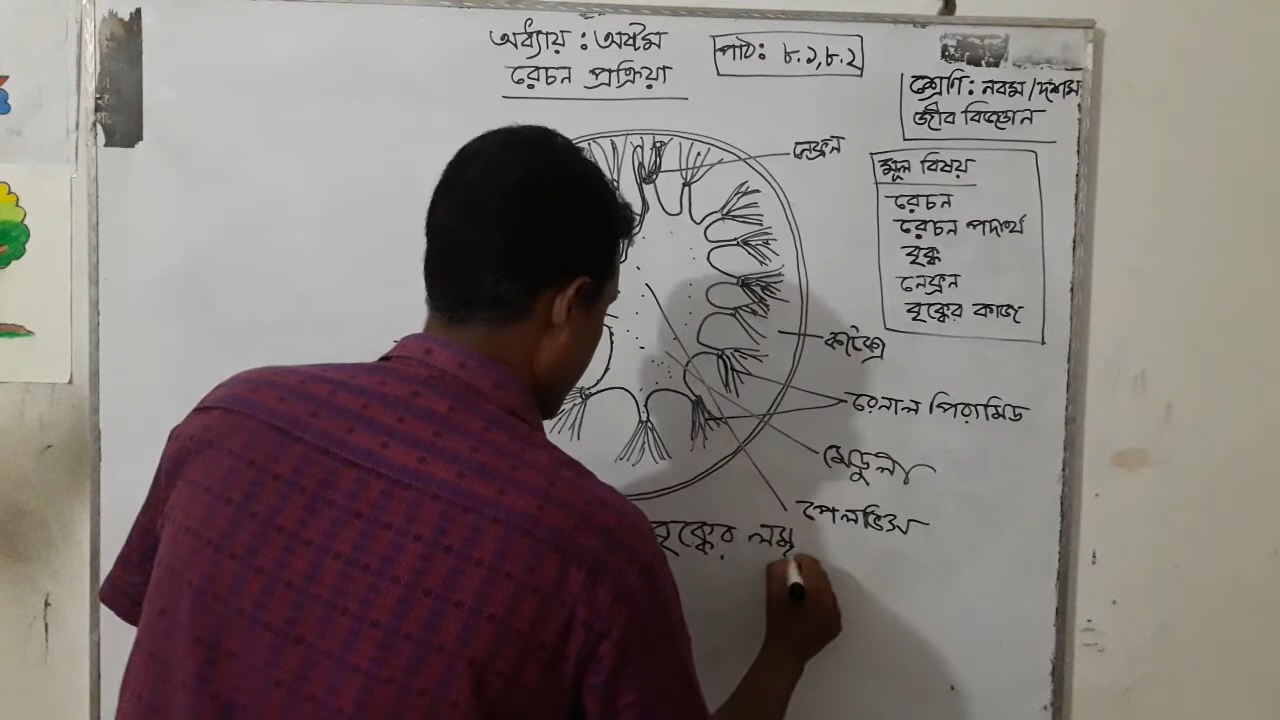 অধ্যায় : অষ্টম
রেচন প্রক্রিয়া
পাঠ: ৮.১,৮.২
শ্রেণি: নবম/দশম
জীব বিজ্ঞান
মূল বিষয়
রেচন
রেচন পদার্থ
বৃক্ক
নেফ্রন
বৃক্কের কাজ
নেফ্রন
কর্টেক্স
রেনাল পিরামিড
মেডুলা
পেলভিস
বৃক্কের লম্ব